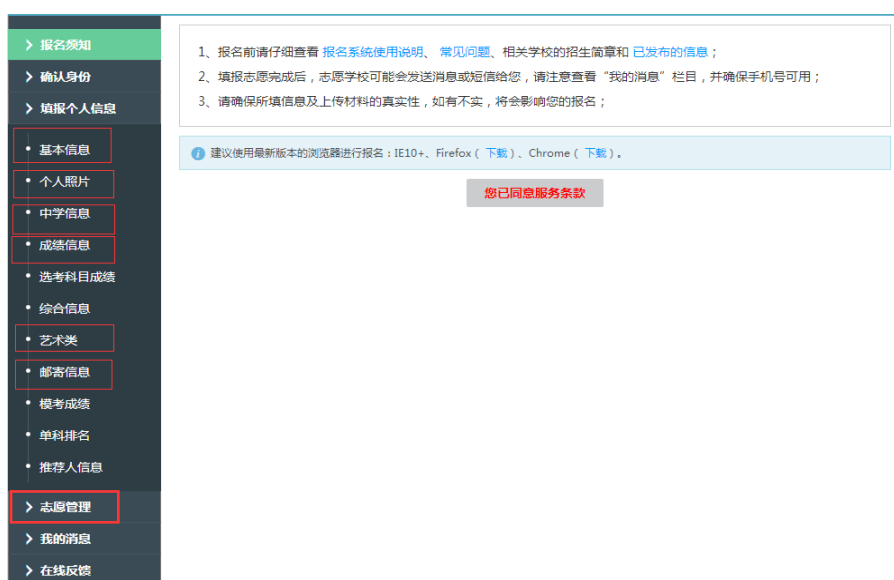 报名须知
确认身份
填报个人信息
基本信息
个人照片
中学信息
成绩信息
选考科目成绩
综合信息
艺术类
邮寄信息
模考成绩
单科排名
推荐人信息
志愿管理
我的消息
在线反馈
1、报名前请仔细查看 报名系统使用说明、 常见问题、相关学校的招生简章和 已发布的信息；
2、填报志愿完成后，志愿学校可能会发送消息或短信给您，请注意查看“我的消息”栏目，并确保手机号可用；
3、请确保所填信息及上传材料的真实性，如有不实，将会影响您的报名；
建议使用最新版本的浏览器进行报名：IE10+、Firefox（ 下载）、Chrome（ 下载）。
您已同意服务条款